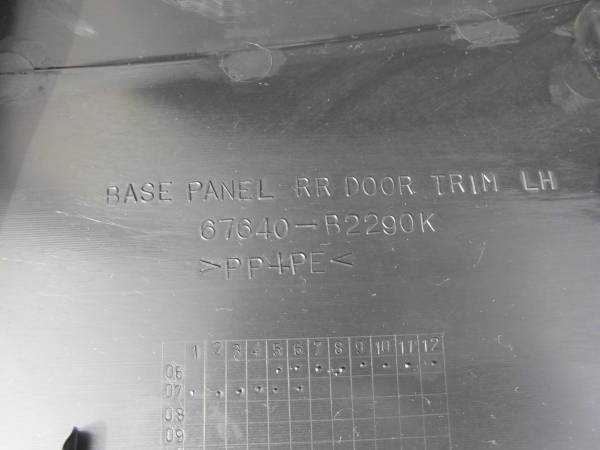 BASE PANEL RR DOOR TRIM LH
67640-B2290K
>PP+PE<
1 2 3 4 5 6 7 8 9 10 11 12
06
07
08
09